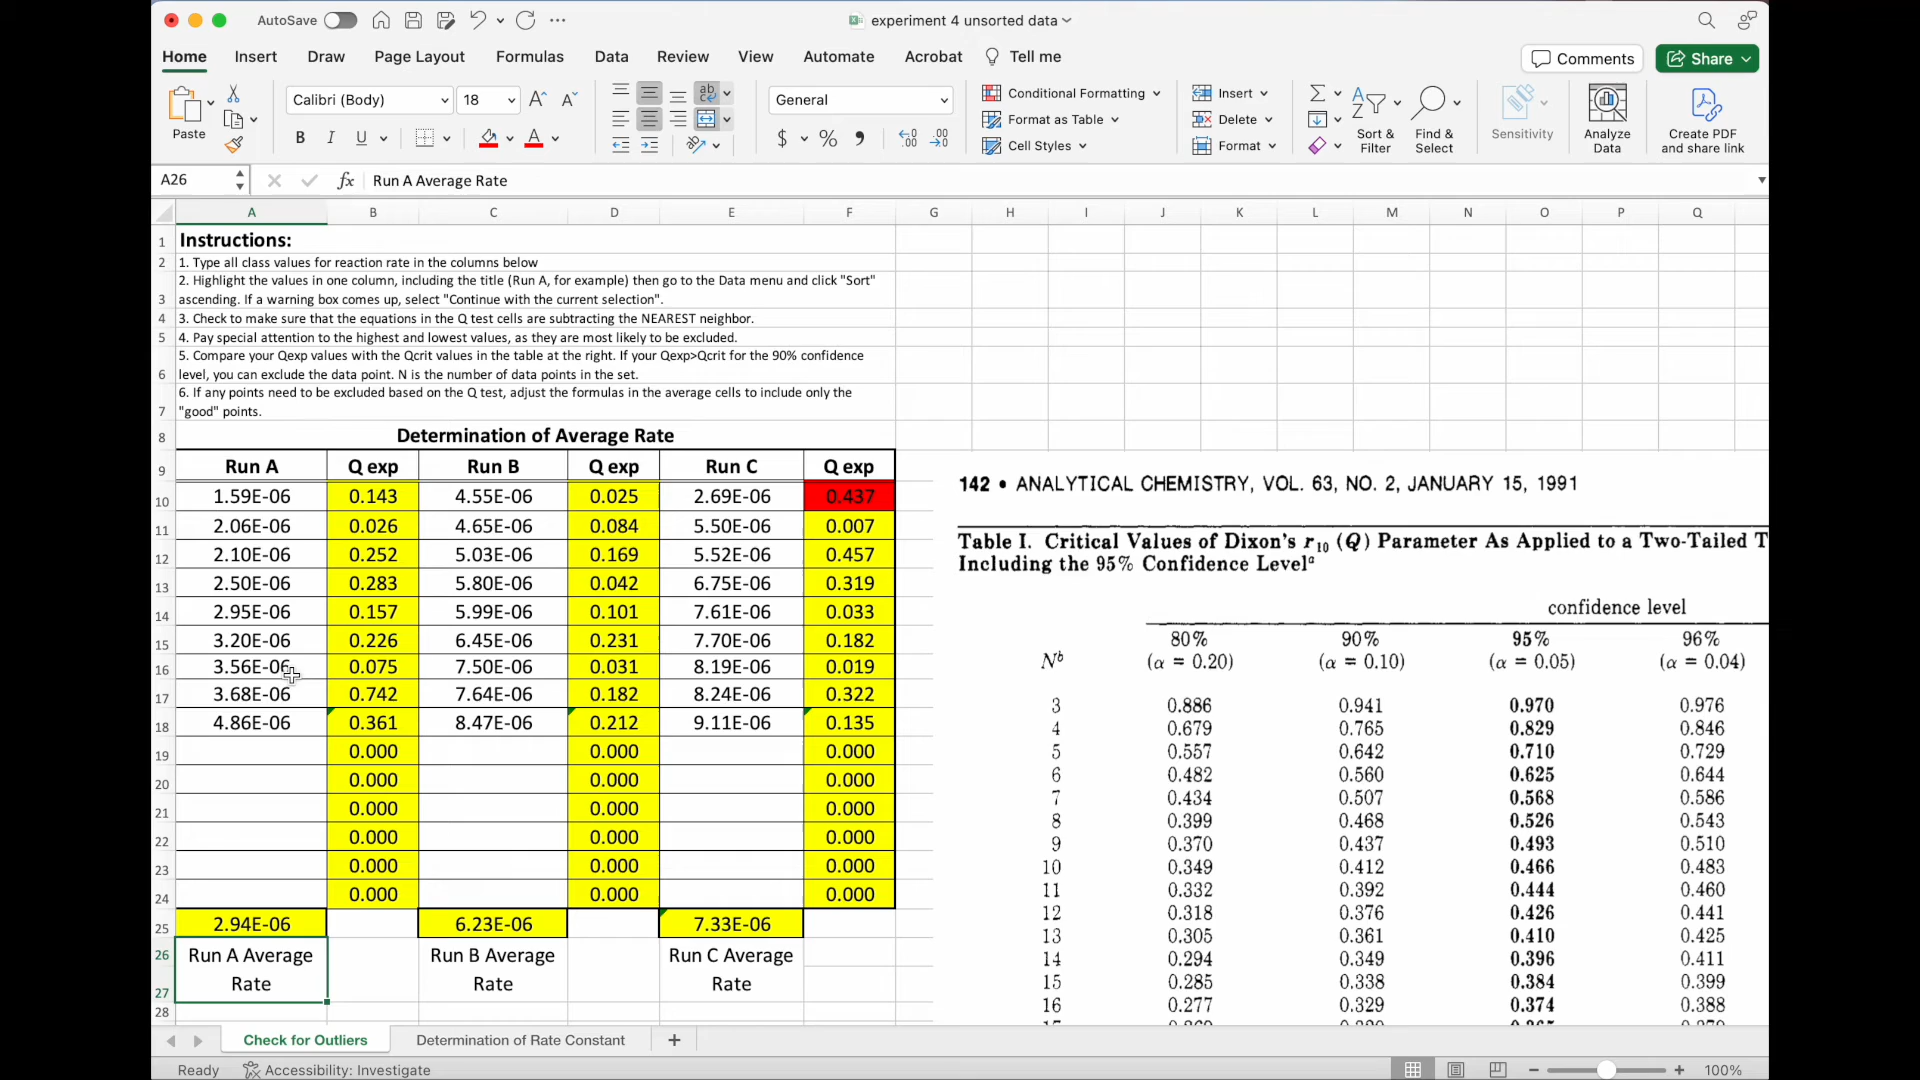 AutoSave
experiment 4 unsorted data
Home Insert Draw Page Layout Formulas Data Review View Automate Acrobat Tell me
Comments Share
Calibri (Body) 18 General
Conditional Formatting
Format as Table
Cell Styles
Insert
Delete
Format
Paste
B I U
$ %
Sort & Filter
Find & Select
Sensitivity
Analyze Data
Create PDF and share link
A26 fx Run A Average Rate
A B C D E F G H I J K L M N O P Q
1 Instructions:
2 1. Type all class values for reaction rate in the columns below
2. Highlight the values in one column, including the title (Run A, for example) then go to the Data menu and click "Sort"
3 ascending. If a warning box comes up, select "Continue with the current selection".
4 3. Check to make sure that the equations in the Q test cells are subtracting the NEAREST neighbor.
5 4. Pay special attention to the highest and lowest values, as they are most likely to be excluded.
5. Compare your Qexp values with the Qcrit values in the table at the right. If your Qexp>Qcrit for the 90% confidence
6 level, you can exclude the data point. N is the number of data points in the set.
6. If any points need to be excluded based on the Q test, adjust the formulas in the average cells to include only the
7 "good" points.
8 Determination of Average Rate
9 Run A Q exp Run B Q exp Run C Q exp
10 1.59E-06 0.143 4.55E-06 0.025 2.69E-06 0.437
11 2.06E-06 0.026 4.65E-06 0.084 5.50E-06 0.007
12 2.10E-06 0.252 5.03E-06 0.169 5.52E-06 0.457
13 2.50E-06 0.283 5.80E-06 0.042 6.75E-06 0.319
14 2.95E-06 0.157 5.99E-06 0.101 7.61E-06 0.033
15 3.20E-06 0.226 6.45E-06 0.231 7.70E-06 0.182
16 3.56E-06 0.075 7.50E-06 0.031 8.19E-06 0.019
17 3.68E-06 0.742 7.64E-06 0.182 8.24E-06 0.322
18 4.86E-06 0.361 8.47E-06 0.212 9.11E-06 0.135
19 0.000 0.000 0.000
20 0.000 0.000 0.000
21 0.000 0.000 0.000
22 0.000 0.000 0.000
23 0.000 0.000 0.000
24 0.000 0.000 0.000
25 2.94E-06 6.23E-06 7.33E-06
26 Run A Average Run B Average Run C Average
27 Rate Rate Rate
28
142 • ANALYTICAL CHEMISTRY, VOL. 63, NO. 2, JANUARY 15, 1991
Table I. Critical Values of Dixon's r10 (Q) Parameter As Applied to a Two-Tailed T
Including the 95% Confidence Levelª
confidence level
80% 90% 95% 96%
Nᵇ (α = 0.20) (α = 0.10) (α = 0.05) (α = 0.04)
3 0.886 0.941 0.970 0.976
4 0.679 0.765 0.829 0.846
5 0.557 0.642 0.710 0.729
6 0.482 0.560 0.625 0.644
7 0.434 0.507 0.568 0.586
8 0.399 0.468 0.526 0.543
9 0.370 0.437 0.493 0.510
10 0.349 0.412 0.466 0.483
11 0.332 0.392 0.444 0.460
12 0.318 0.376 0.426 0.441
13 0.305 0.361 0.410 0.425
14 0.294 0.349 0.396 0.411
15 0.285 0.338 0.384 0.399
16 0.277 0.329 0.374 0.388
Check for Outliers Determination of Rate Constant +
Ready Accessibility: Investigate 100%